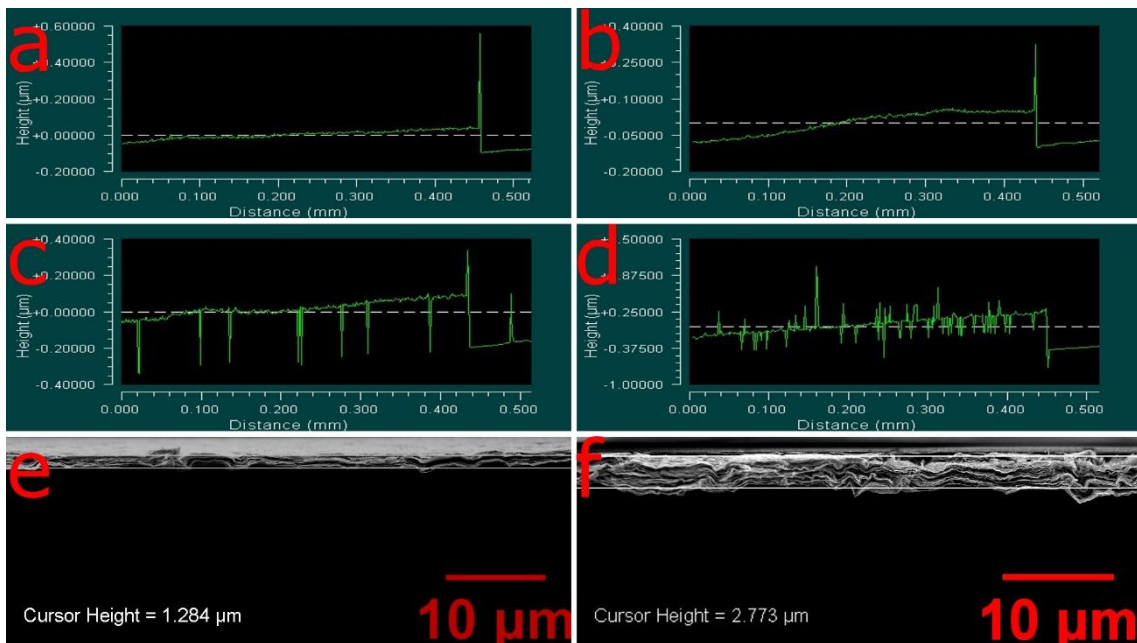 a
+0.60000
+0.40000
+0.20000
+0.00000
-0.20000
Height (µm)
0.000 0.100 0.200 0.300 0.400 0.500
Distance (mm)
b
+0.40000
+0.25000
+0.10000
-0.05000
-0.20000
Height (µm)
0.000 0.100 0.200 0.300 0.400 0.500
Distance (mm)
c
+0.40000
+0.20000
+0.00000
-0.20000
-0.40000
Height (µm)
0.000 0.100 0.200 0.300 0.400 0.500
Distance (mm)
d
+0.87500
+0.25000
-0.37500
-1.00000
Height (µm)
0.000 0.100 0.200 0.300 0.400 0.500
Distance (mm)
e
Cursor Height = 1.284 µm
10 µm
f
Cursor Height = 2.773 µm
10 µm